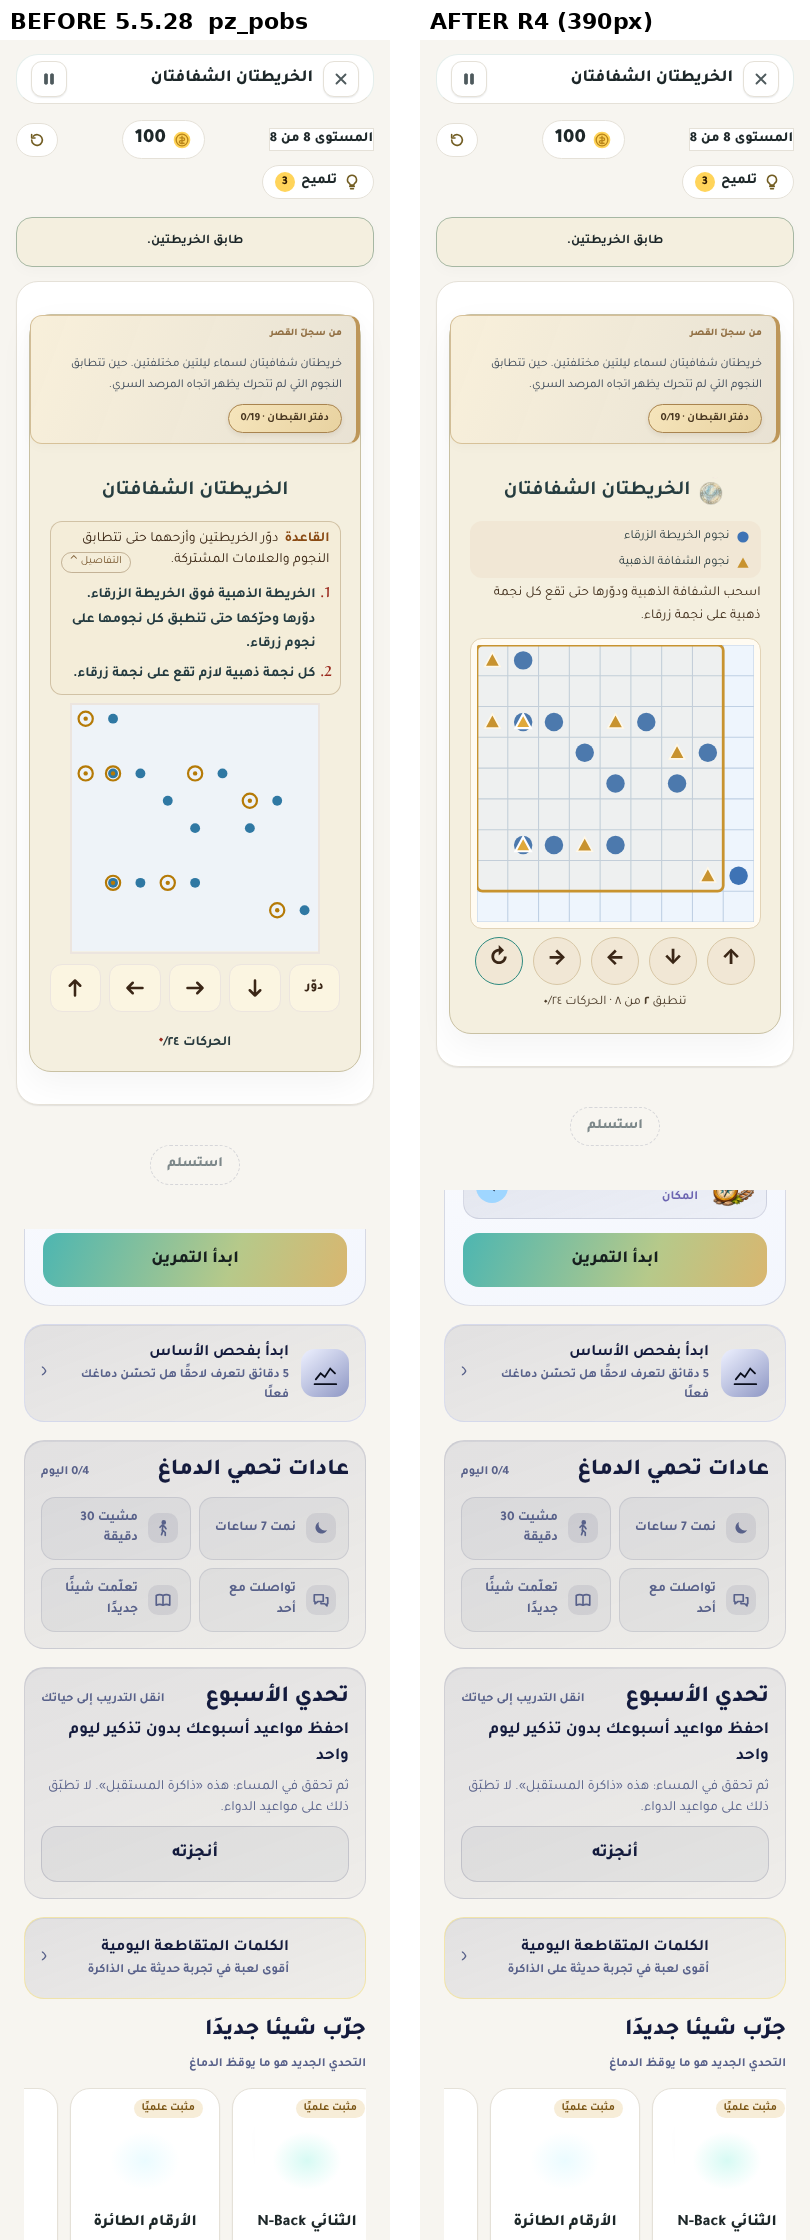 BEFORE 5.5.28 pz_pobs
الخريطتان الشفافتان
المستوى 8 من 8
100
تلميح 3
طابق الخريطتين.
من سجلّ القصر
خريطتان شفافيتان لسماء ليلتين مختلفتين. حين تتطابق
النجوم التي لم تتحرك يظهر اتجاه المرصد السري.
دفتر القبطان · 0/19
الخريطتان الشفافتان
القاعدة دوّر الخريطتين وأزحهما حتى تتطابق
النجوم والعلامات المشتركة.
التفاصيل ^
1. الخريطة الذهبية فوق الخريطة الزرقاء.
دوّرها وحرّكها حتى تنطبق كل نجومها على
نجوم زرقاء.
2. كل نجمة ذهبية لازم تقع على نجمة زرقاء.
↑ ← → ↓ دوّر
الحركات ٠/٢٤
استسلم
ابدأ التمرين
ابدأ بفحص الأساس
5 دقائق لتعرف لاحقًا هل تحسّن دماغك
فعلًا
عادات تحمي الدماغ
0/4 اليوم
نمت 7 ساعات
مشيت 30
دقيقة
تواصلت مع
أحد
تعلّمت شيئًا
جديدًا
تحدي الأسبوع
انقل التدريب إلى حياتك
احفظ مواعيد أسبوعك بدون تذكير ليوم
واحد
ثم تحقق في المساء: هذه «ذاكرة المستقبل». لا تطبّق
ذلك على مواعيد الدواء.
أنجزته
الكلمات المتقاطعة اليومية
أقوى لعبة في تجربة حديثة على الذاكرة
جرّب شيئا جديدًا
التحدي الجديد هو ما يوقظ الدماغ
مثبت علميًا
الثنائي N-Back
مثبت علميًا
الأرقام الطائرة
AFTER R4 (390px)
الخريطتان الشفافتان
المستوى 8 من 8
100
تلميح 3
طابق الخريطتين.
من سجلّ القصر
خريطتان شفافيتان لسماء ليلتين مختلفتين. حين تتطابق
النجوم التي لم تتحرك يظهر اتجاه المرصد السري.
دفتر القبطان · 0/19
الخريطتان الشفافتان
نجوم الخريطة الزرقاء
نجوم الشفافة الذهبية
اسحب الشفافة الذهبية ودوّرها حتى تقع كل نجمة
ذهبية على نجمة زرقاء.
↻ → ← ↓ ↑
تنطبق ٢ من ٨ · الحركات ٠/٢٤
استسلم
المكان
ابدأ التمرين
ابدأ بفحص الأساس
5 دقائق لتعرف لاحقًا هل تحسّن دماغك
فعلًا
عادات تحمي الدماغ
0/4 اليوم
نمت 7 ساعات
مشيت 30
دقيقة
تواصلت مع
أحد
تعلّمت شيئًا
جديدًا
تحدي الأسبوع
انقل التدريب إلى حياتك
احفظ مواعيد أسبوعك بدون تذكير ليوم
واحد
ثم تحقق في المساء: هذه «ذاكرة المستقبل». لا تطبّق
ذلك على مواعيد الدواء.
أنجزته
الكلمات المتقاطعة اليومية
أقوى لعبة في تجربة حديثة على الذاكرة
جرّب شيئا جديدًا
التحدي الجديد هو ما يوقظ الدماغ
مثبت علميًا
الثنائي N-Back
مثبت علميًا
الأرقام الطائرة